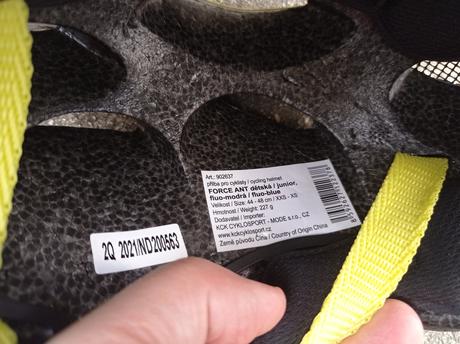 Art.: 902637
přilba pro cyklisty / cycling helmet
FORCE ANT dětská / junior,
fluo-modrá / fluo-blue
Velikost / Size: 44 - 48 cm / XXS - XS
Hmotnost / Weight: 227 g
Dodavatel / Importer:
KCK CYKLOSPORT - MODE s.r.o., CZ
www.kckcyklosport.cz
Země původu Čína / Country of Origin China
2Q 2021/ND200563